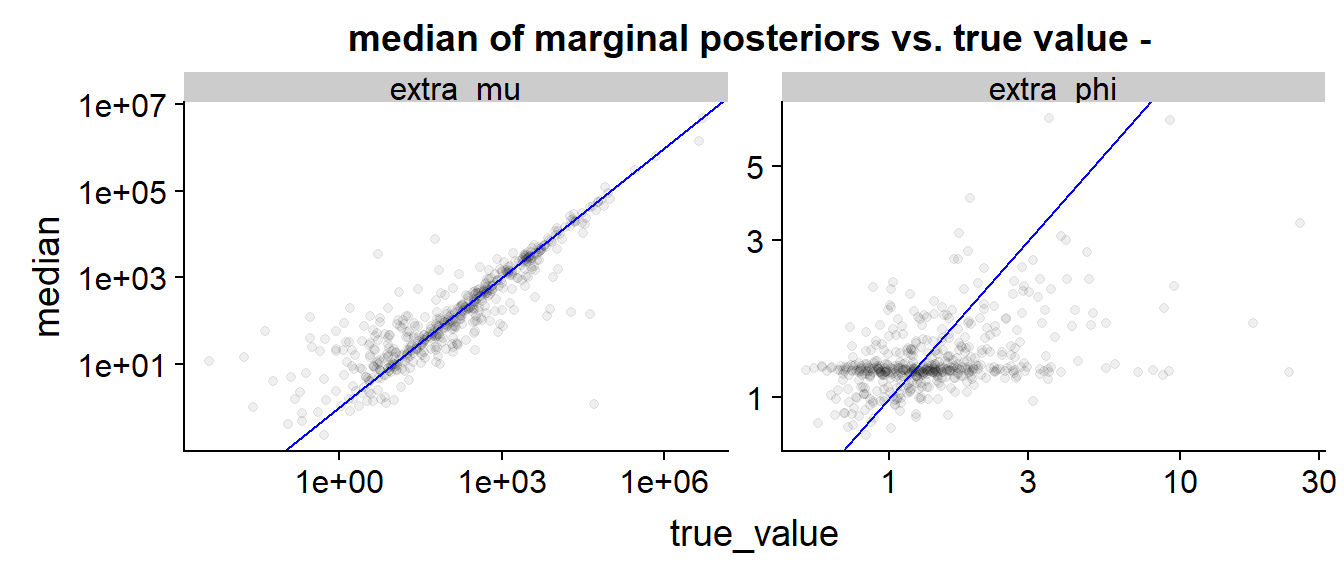 median of marginal posteriors vs. true value -
extra_mu
extra_phi
median
1e+07
1e+05
1e+03
1e+01
5
3
1
1e+00
1e+03
1e+06
1
3
10
30
true_value